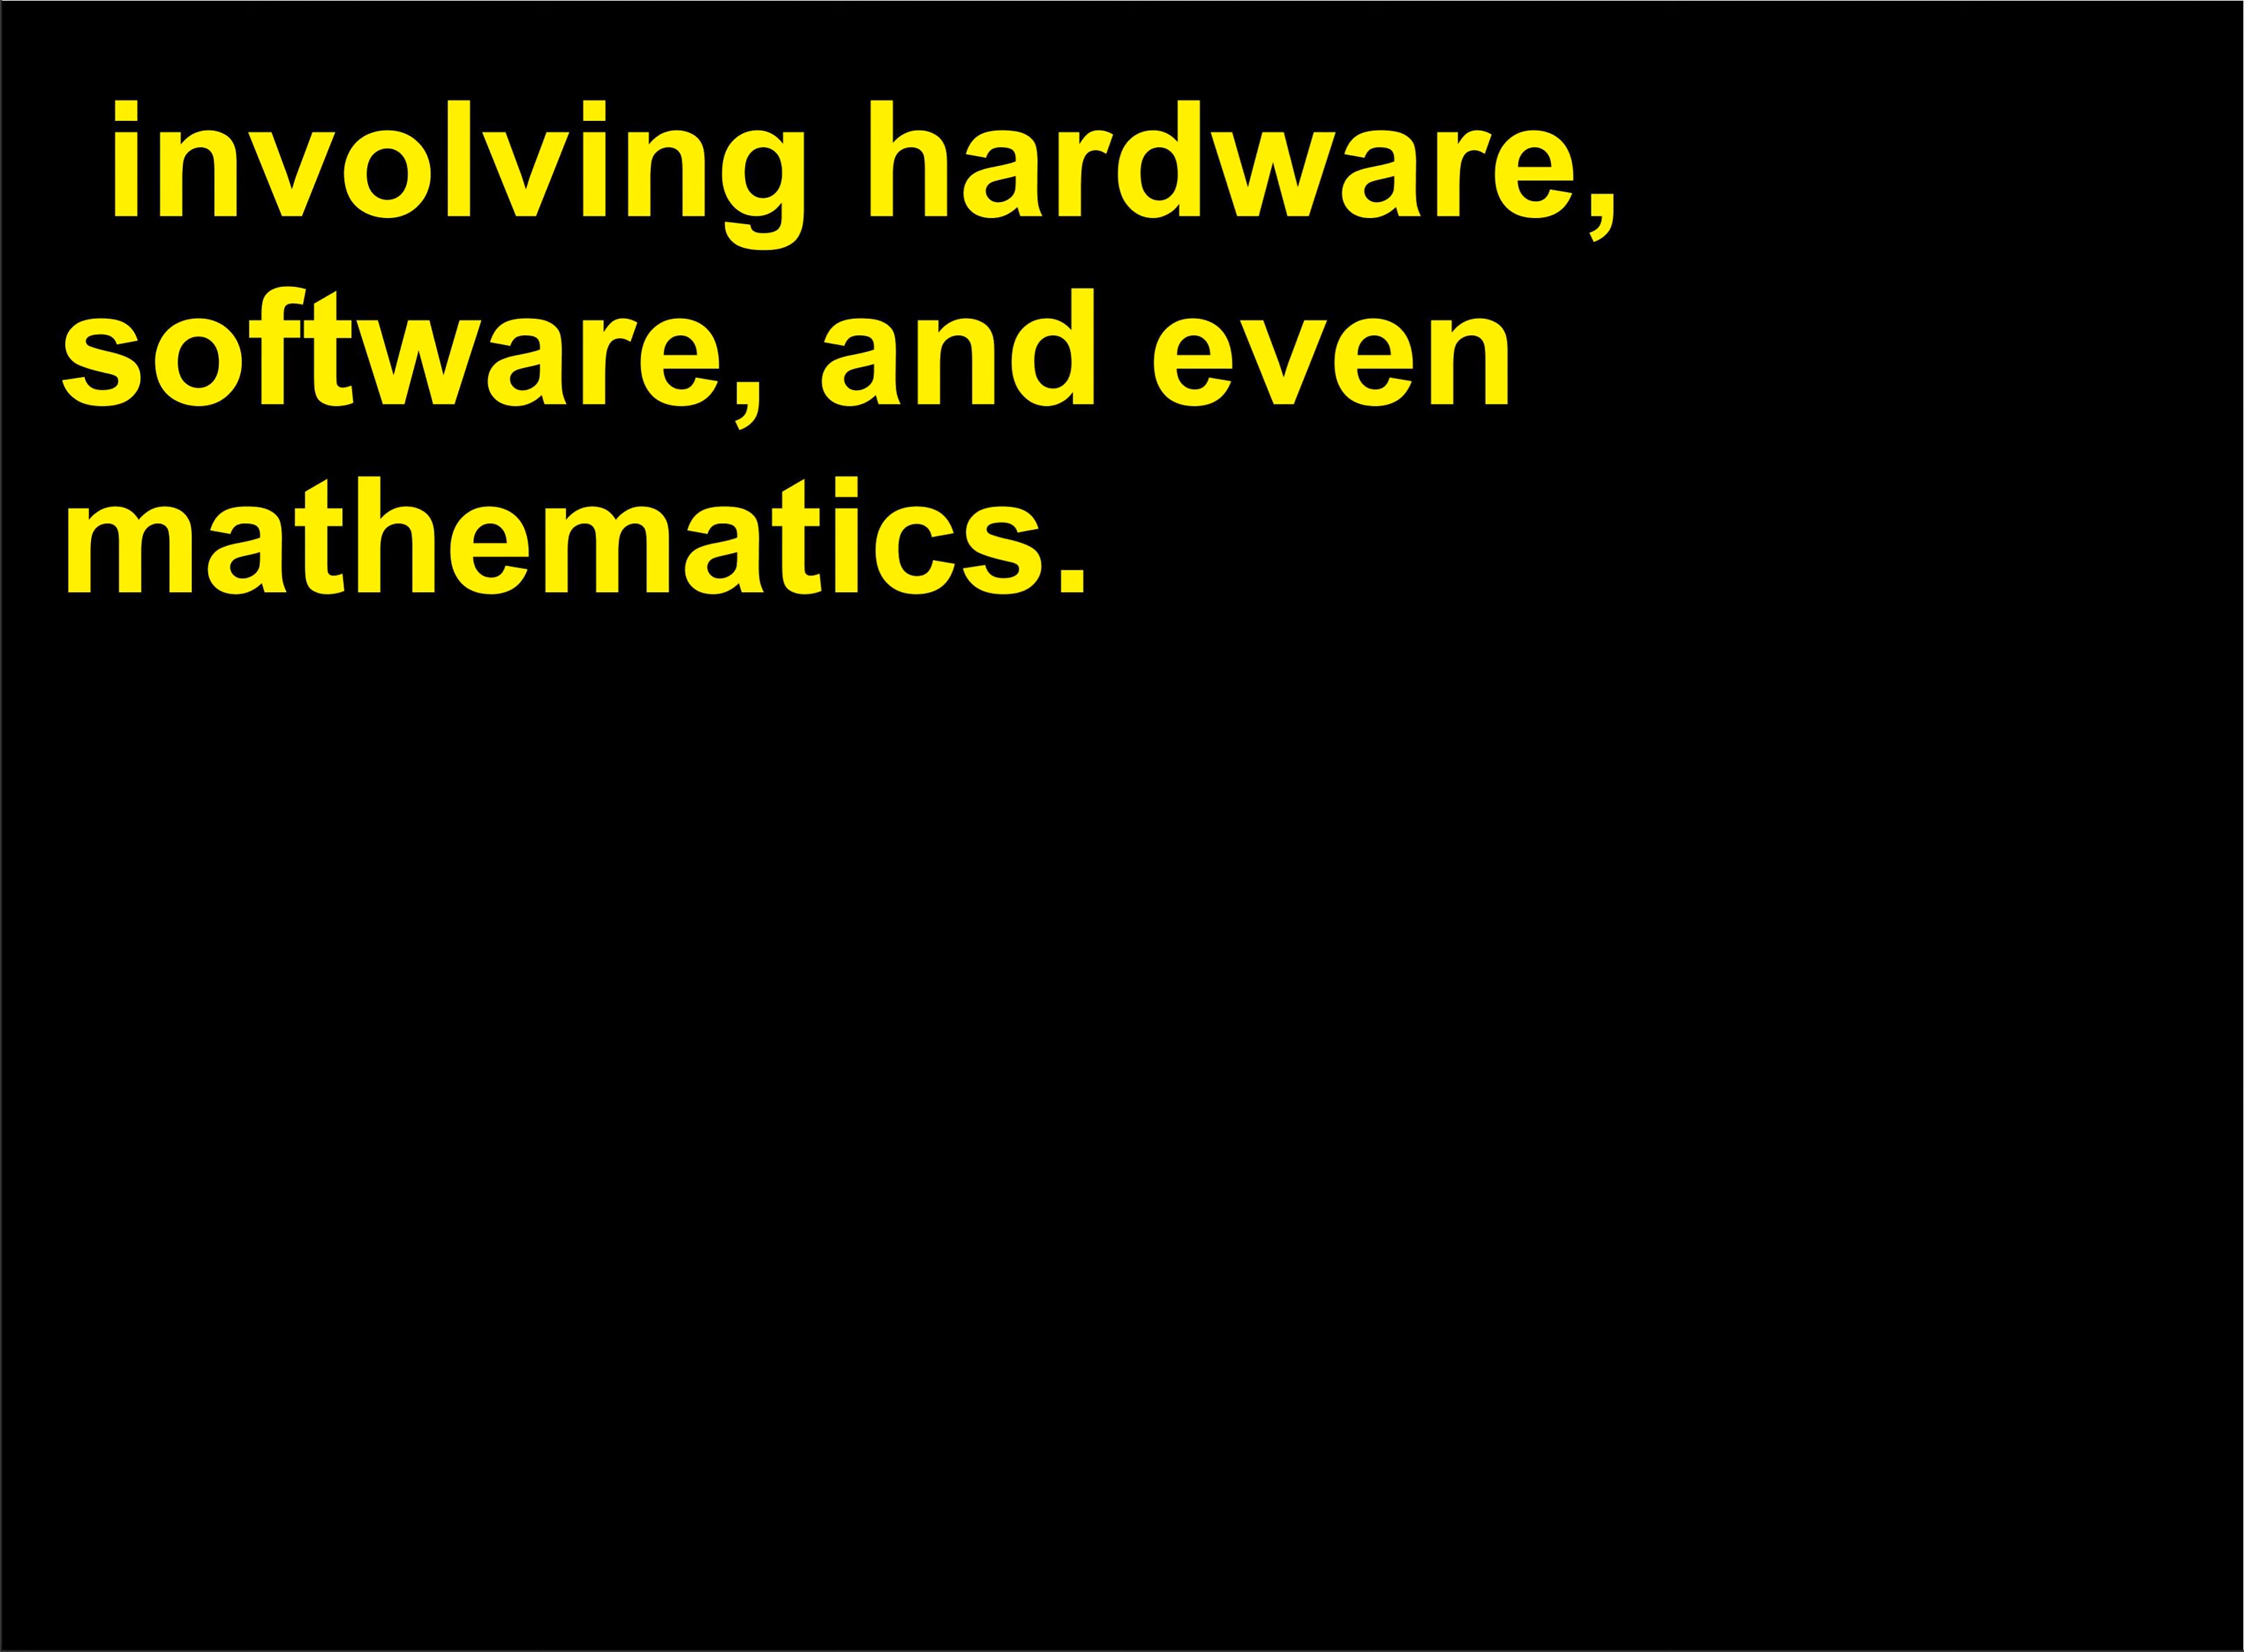 involving hardware,
software, and even
mathematics.